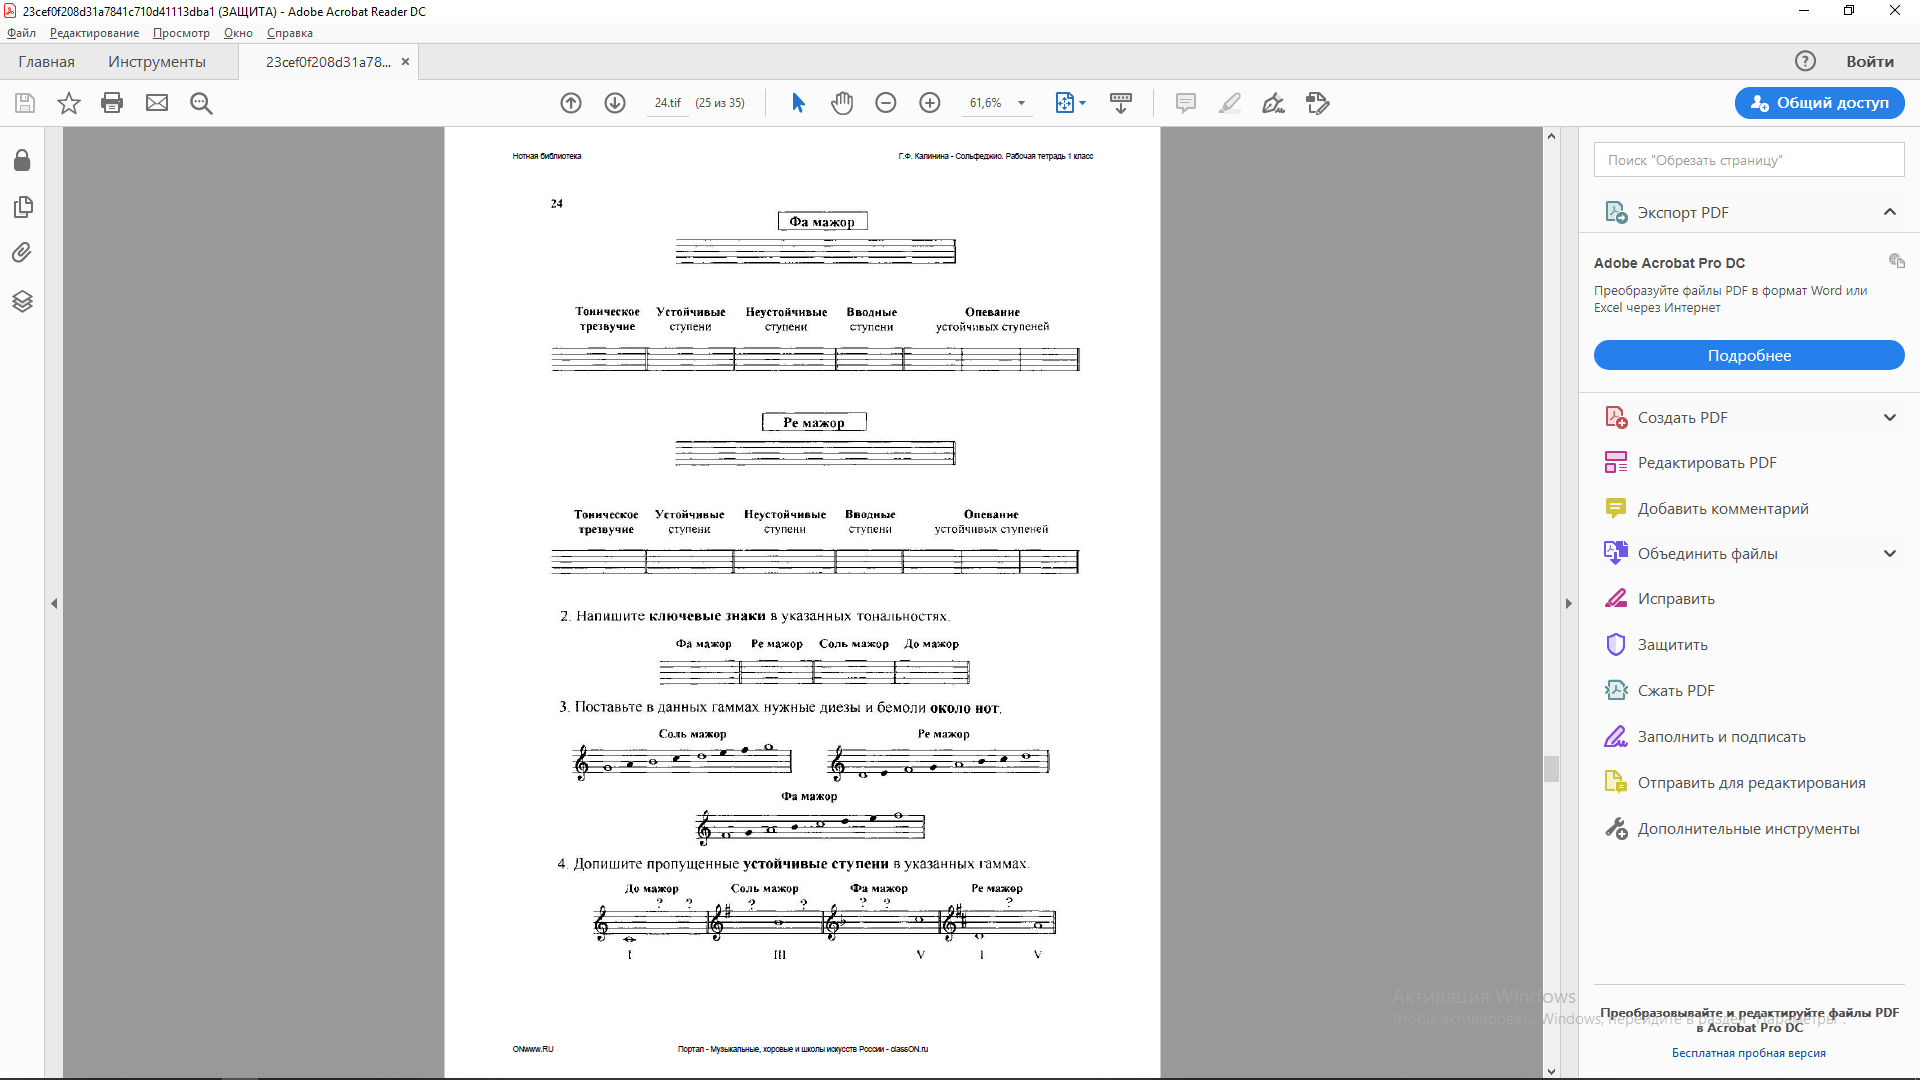 23cef0f208d31a7841c710d41113dba1 (ЗАЩИТА) - Adobe Acrobat Reader DC
Файл Редактирование Просмотр Окно Справка
Главная Инструменты 23cef0f208d31a78... × Войти
24.tif (25 из 35) 61,6% Общий доступ
Нотная библиотека Г.Ф. Калинина - Сольфеджио. Рабочая тетрадь 1 класс
24
Фа мажор
Тоническое трезвучие Устойчивые ступени Неустойчивые ступени Вводные ступени Опевание устойчивых ступеней
Ре мажор
Тоническое трезвучие Устойчивые ступени Неустойчивые ступени Вводные ступени Опевание устойчивых ступеней
2. Напишите ключевые знаки в указанных тональностях.
Фа мажор Ре мажор Соль мажор До мажор
3. Поставьте в данных гаммах нужные диезы и бемоли около нот.
Соль мажор Ре мажор
Фа мажор
4. Допишите пропущенные устойчивые ступени в указанных гаммах.
До мажор Соль мажор Фа мажор Ре мажор
? ? ? ? ? ? ?
I III V I V
ONwww.RU Портал - Музыкальные, хоровые и школы искусств России - classON.ru
Поиск "Обрезать страницу"
Экспорт PDF
Adobe Acrobat Pro DC
Преобразуйте файлы PDF в формат Word или
Excel через Интернет
Подробнее
Создать PDF
Редактировать PDF
Добавить комментарий
Объединить файлы
Исправить
Защитить
Сжать PDF
Заполнить и подписать
Отправить для редактирования
Дополнительные инструменты
Активация Windows
Чтобы активировать Windows, перейдите в раздел "Параметры".
Преобразовывайте и редактируйте файлы PDF
в Acrobat Pro DC
Бесплатная пробная версия